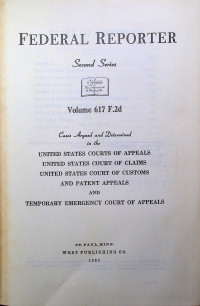 FEDERAL REPORTER
Second Series
Volume 617 F.2d
Cases Argued and Determined
in the
UNITED STATES COURTS OF APPEALS
UNITED STATES COURT OF CLAIMS
UNITED STATES COURT OF CUSTOMS
AND PATENT APPEALS
AND
TEMPORARY EMERGENCY COURT OF APPEALS
ST. PAUL, MINN.
WEST PUBLISHING CO.
1980